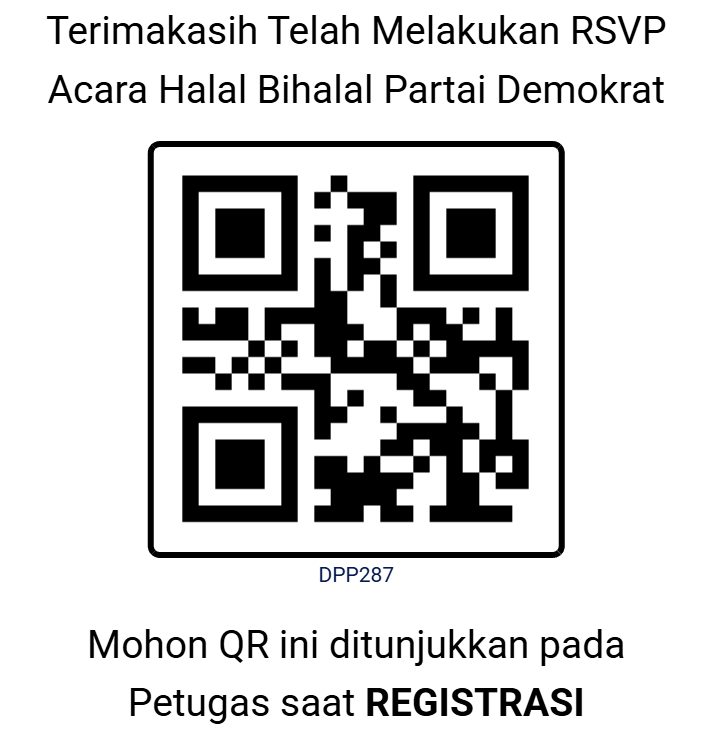 Terimakasih Telah Melakukan RSVP
Acara Halal Bihalal Partai Demokrat
DPP287
Mohon QR ini ditunjukkan pada
Petugas saat REGISTRASI